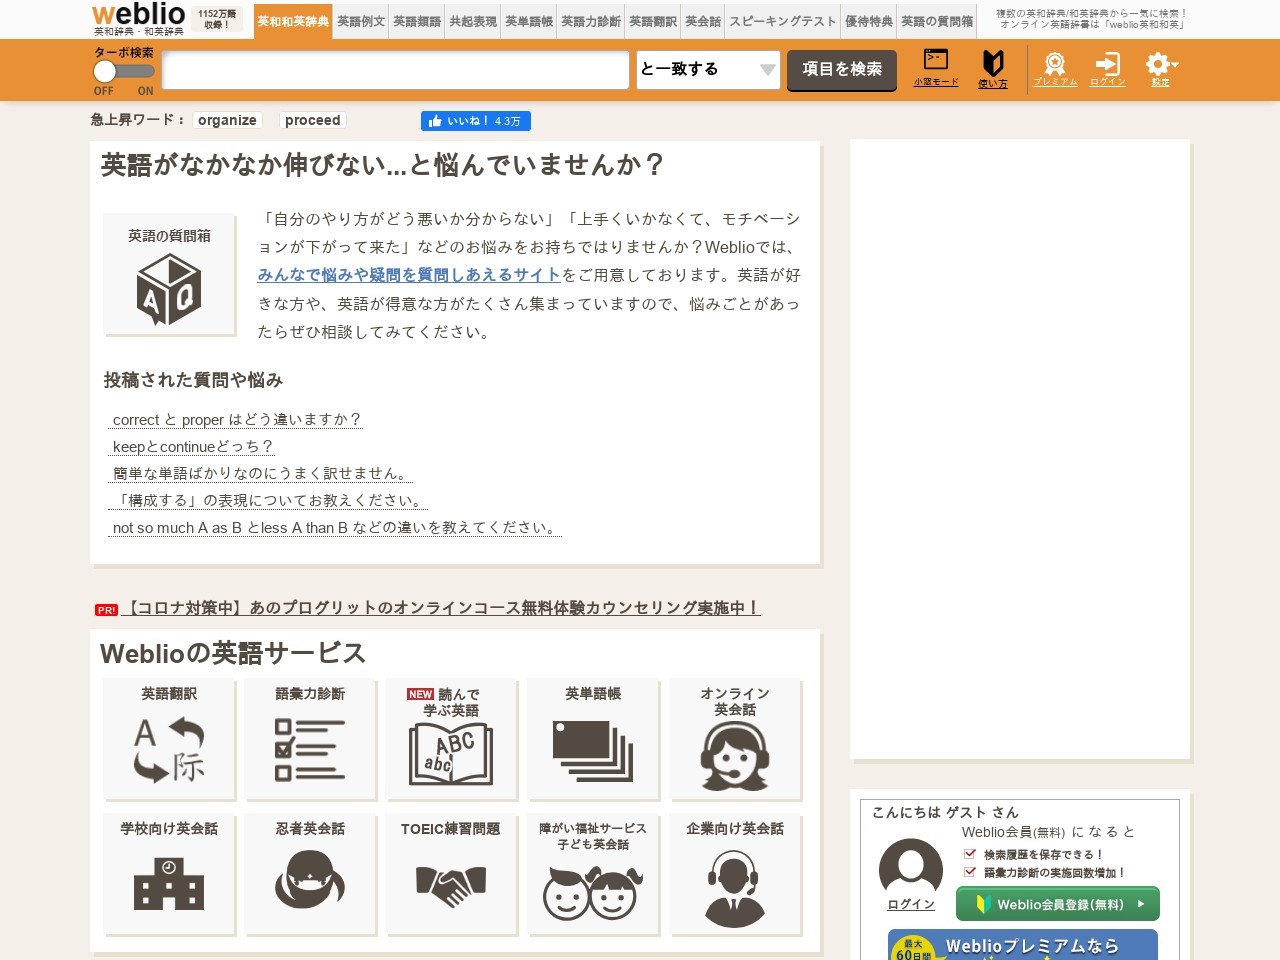 weblio
英和辞典・和英辞典
1152万語
収録！
英和和英辞典
英語例文
英語類語
共起表現
英単語帳
英語力診断
英語翻訳
英会話
スピーキングテスト
優待特典
英語の質問箱
複数の英和辞典/和英辞典から一気に検索！
オンライン英語辞書は「weblio英和和英」
ターボ検索
OFF ON
と一致する
項目を検索
小窓モード
使い方
プレミアム
ログイン
設定
急上昇ワード： organize proceed
いいね！ 4.3万
英語がなかなか伸びない...と悩んでいませんか？
英語の質問箱
A Q
「自分のやり方がどう悪いか分からない」「上手くいかなくて、モチベーシ
ョンが下がって来た」などのお悩みをお持ちではりませんか？Weblioでは、
みんなで悩みや疑問を質問しあえるサイトをご用意しております。英語が好
きな方や、英語が得意な方がたくさん集まっていますので、悩みごとがあっ
たらぜひ相談してみてください。
投稿された質問や悩み
correct と proper はどう違いますか？
keepとcontinueどっち？
簡単な単語ばかりなのにうまく訳せません。
「構成する」の表現についてお教えください。
not so much A as B とless A than B などの違いを教えてください。
PR! 【コロナ対策中】あのプログリットのオンラインコース無料体験カウンセリング実施中！
Weblioの英語サービス
英語翻訳
A 际
語彙力診断
NEW 読んで
学ぶ英語
ABC
abc
英単語帳
オンライン
英会話
学校向け英会話
忍者英会話
TOEIC練習問題
障がい福祉サービス
子ども英会話
企業向け英会話
こんにちは ゲスト さん
Weblio会員(無料) になると
検索履歴を保存できる！
語彙力診断の実施回数増加！
ログイン
Weblio会員登録(無料)
最大
60日間
Weblioプレミアムなら